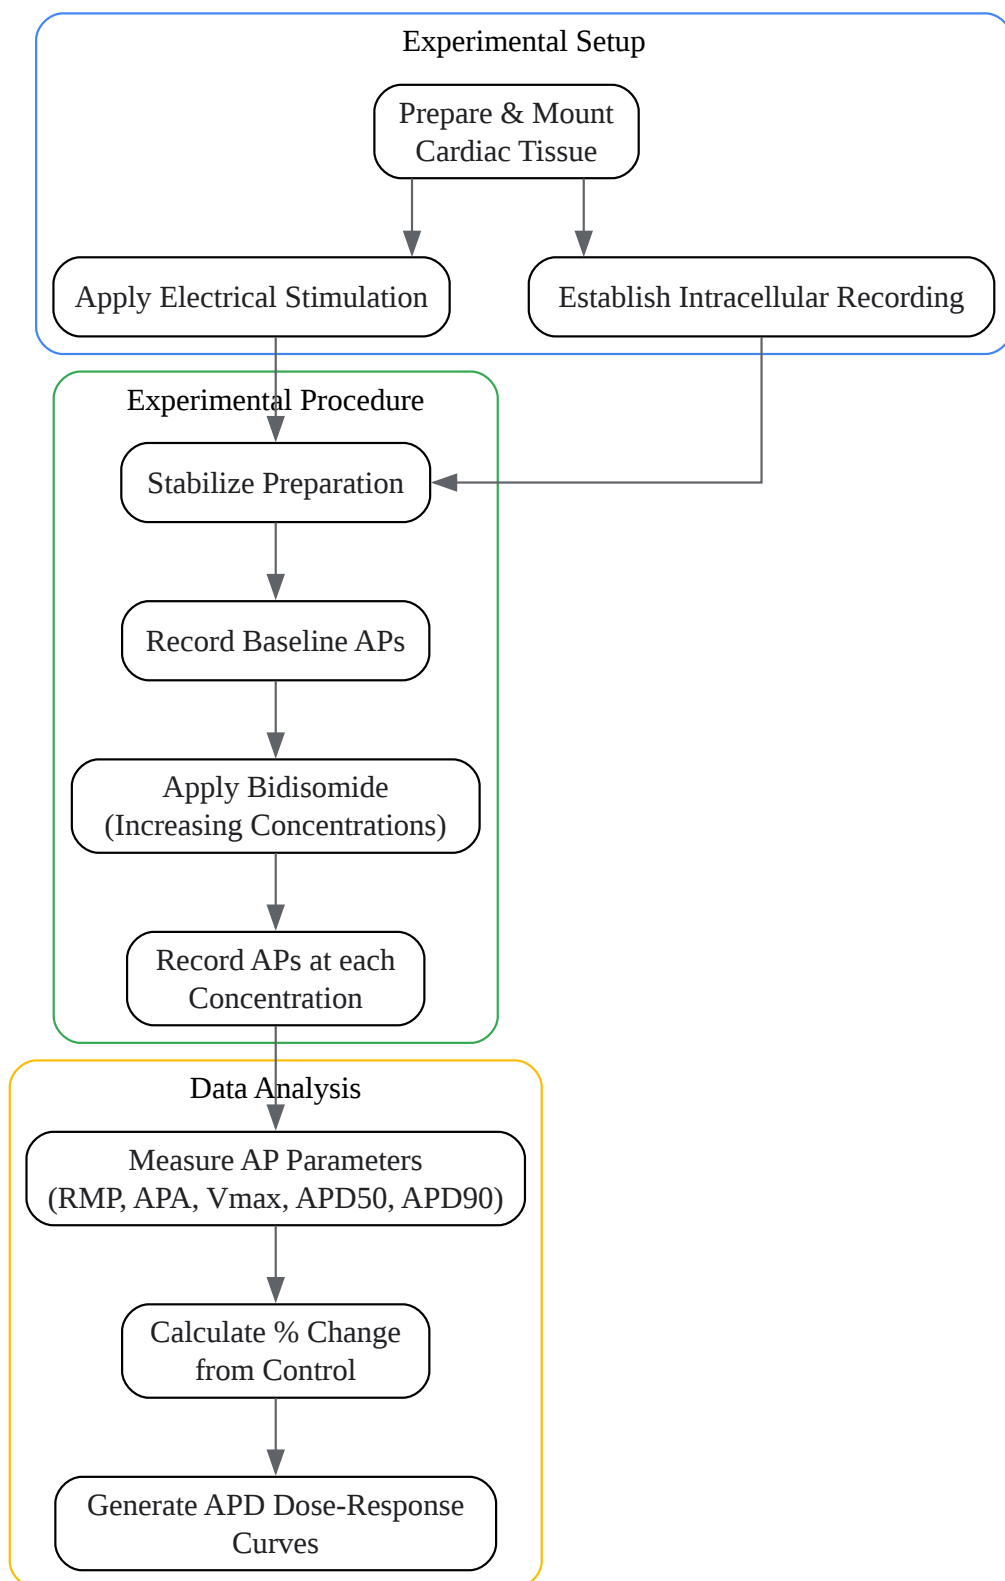 Experimental Setup
Prepare & Mount
Cardiac Tissue
Apply Electrical Stimulation
Establish Intracellular Recording
Experimental Procedure
Stabilize Preparation
Record Baseline APs
Apply Bidisomide
(Increasing Concentrations)
Record APs at each
Concentration
Data Analysis
Measure AP Parameters
(RMP, APA, Vmax, APD50, APD90)
Calculate % Change
from Control
Generate APD Dose-Response
Curves